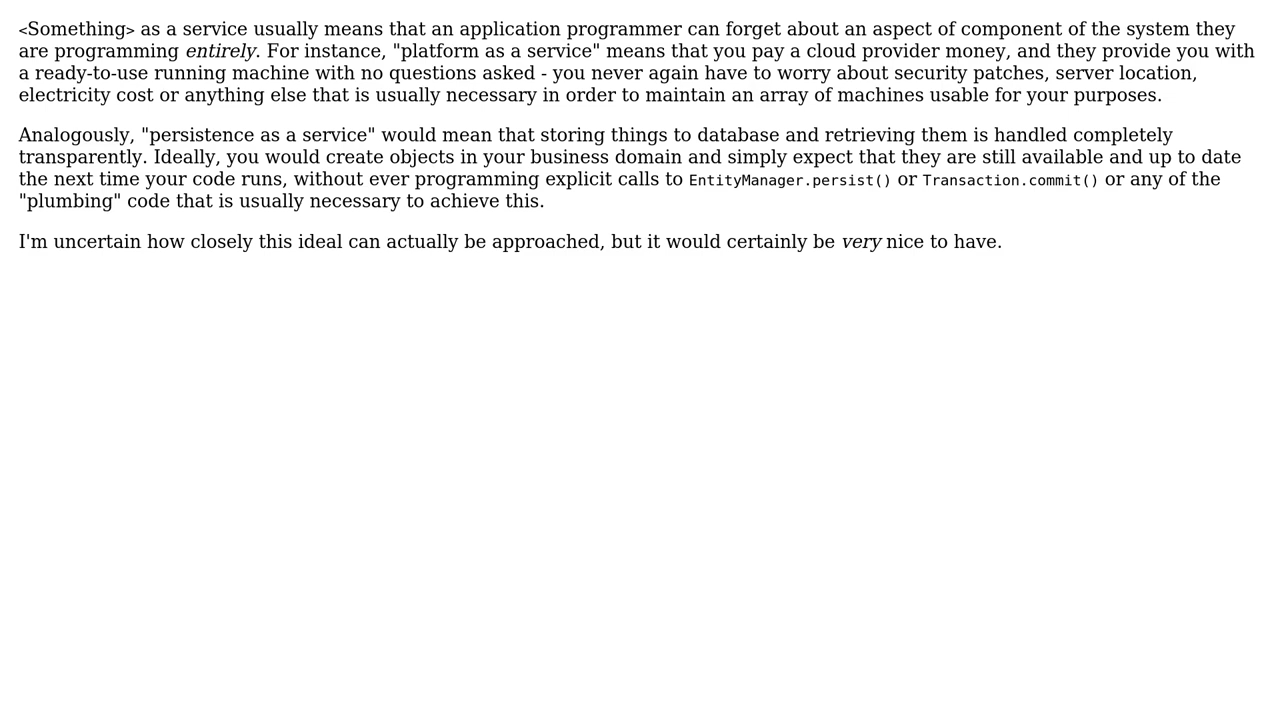 <Something> as a service usually means that an application programmer can forget about an aspect of component of the system they
are programming entirely. For instance, "platform as a service" means that you pay a cloud provider money, and they provide you with
a ready-to-use running machine with no questions asked - you never again have to worry about security patches, server location,
electricity cost or anything else that is usually necessary in order to maintain an array of machines usable for your purposes.
Analogously, "persistence as a service" would mean that storing things to database and retrieving them is handled completely
transparently. Ideally, you would create objects in your business domain and simply expect that they are still available and up to date
the next time your code runs, without ever programming explicit calls to EntityManager.persist() or Transaction.commit() or any of the
"plumbing" code that is usually necessary to achieve this.
I'm uncertain how closely this ideal can actually be approached, but it would certainly be very nice to have.